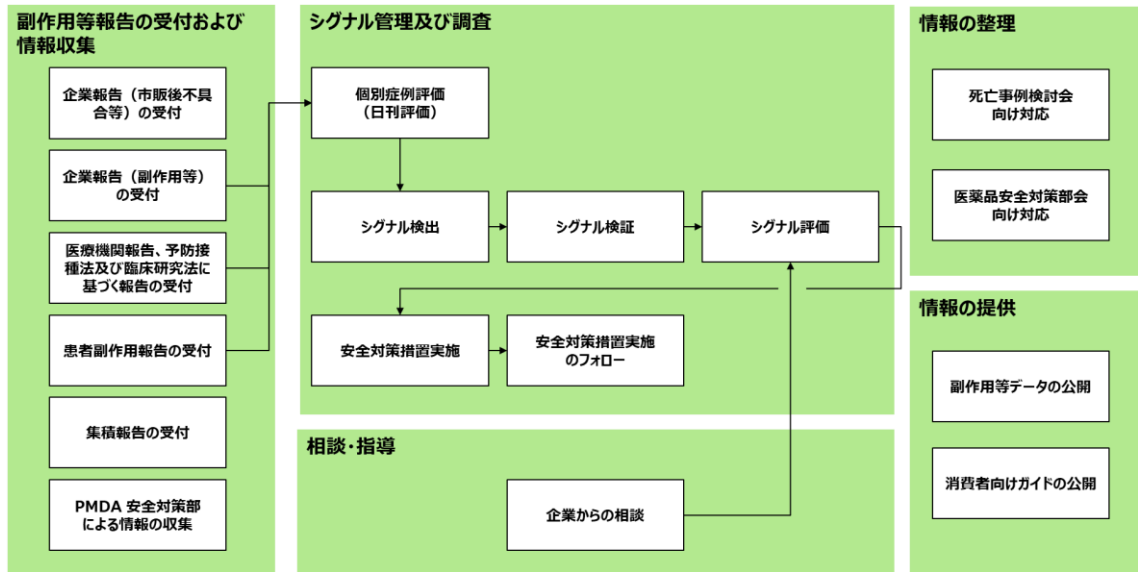 副作用等報告の受付および
情報収集
企業報告（市販後不具
合等）の受付
企業報告（副作用等）
の受付
医療機関報告、予防接
種法及び臨床研究法に
基づく報告の受付
患者副作用報告の受付
集積報告の受付
PMDA 安全対策部
による情報の収集
シグナル管理及び調査
個別症例評価
（日刊評価）
シグナル検出
シグナル検証
シグナル評価
安全対策措置実施
安全対策措置実施
のフォロー
相談・指導
企業からの相談
情報の整理
死亡事例検討会
向け対応
医薬品安全対策部会
向け対応
情報の提供
副作用等データの公開
消費者向けガイドの公開